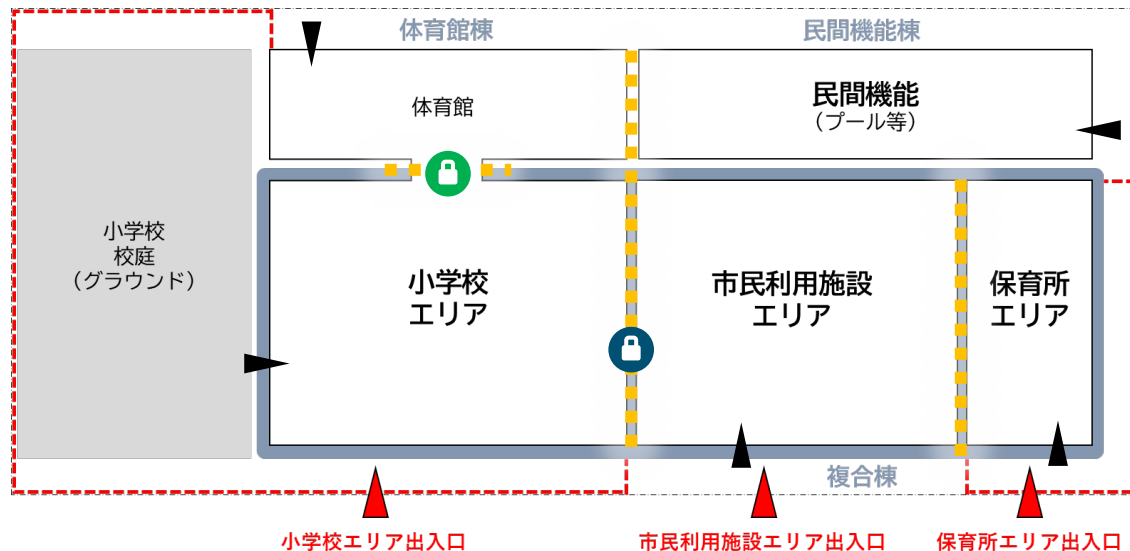 体育館棟
民間機能棟
体育館
民間機能
（プール等）
小学校
校庭
（グラウンド）
小学校
エリア
市民利用施設
エリア
保育所
エリア
複合棟
小学校エリア出入口
市民利用施設エリア出入口
保育所エリア出入口